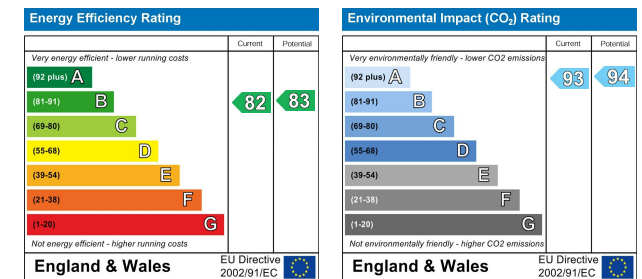 Energy Efficiency Rating
Current Potential
Very energy efficient - lower running costs
(92 plus) A
(81-91) B
82 83
(69-80) C
(55-68) D
(39-54) E
(21-38) F
(1-20) G
Not energy efficient - higher running costs
England & Wales
EU Directive
2002/91/EC
Environmental Impact (CO2) Rating
Current Potential
Very environmentally friendly - lower CO2 emissions
(92 plus) A
93 94
(81-91) B
(69-80) C
(55-68) D
(39-54) E
(21-38) F
(1-20) G
Not environmentally friendly - higher CO2 emissions
England & Wales
EU Directive
2002/91/EC